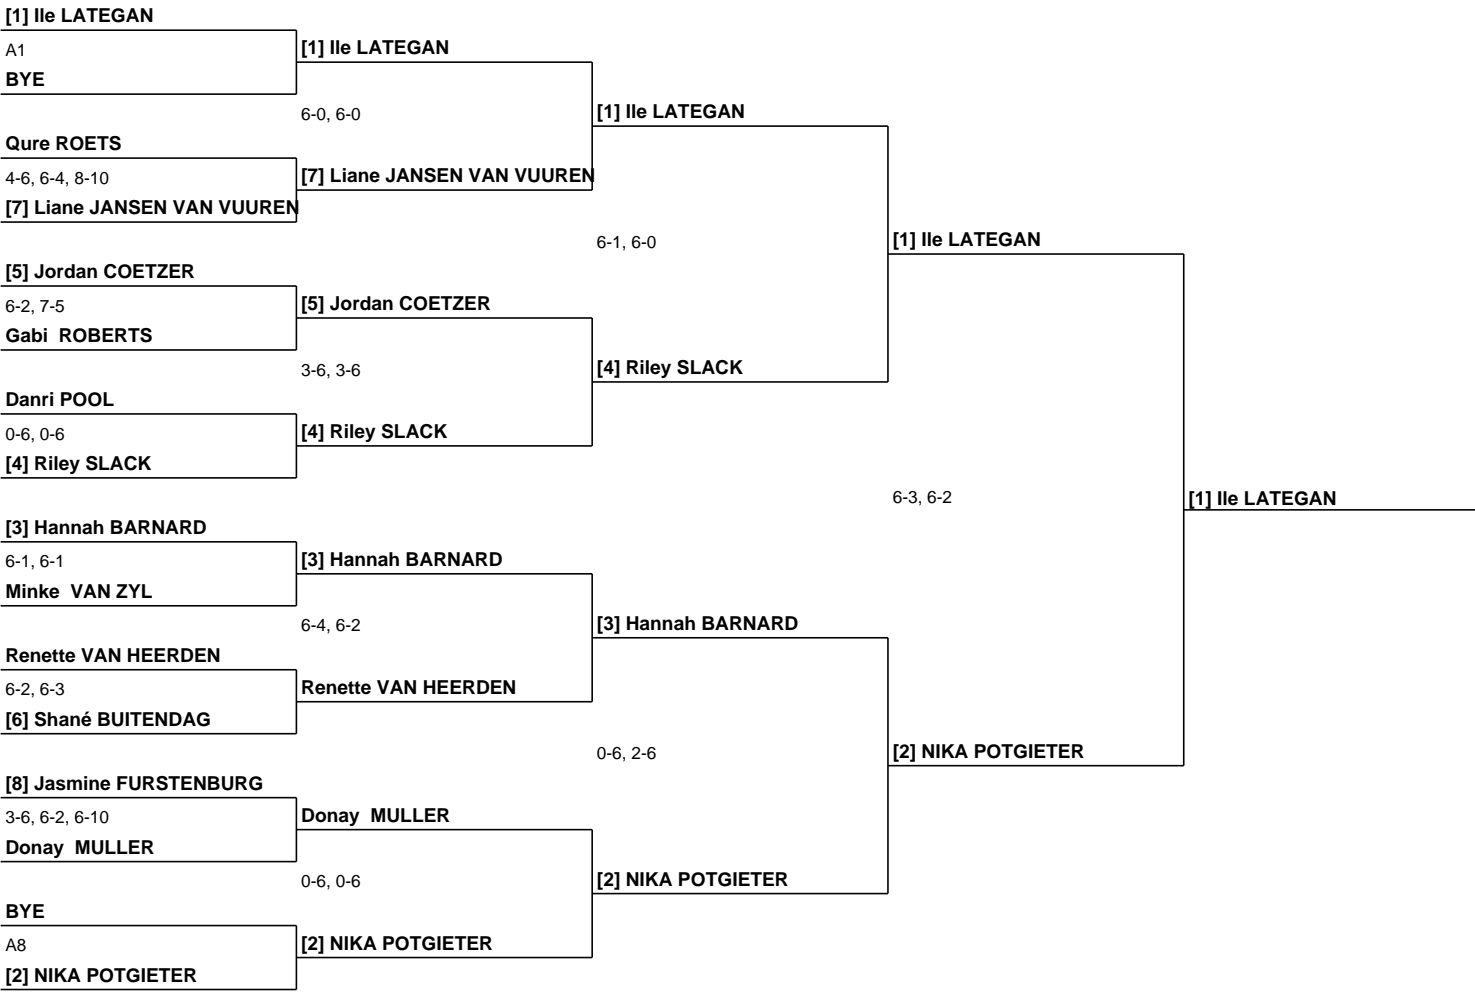 [1] Ile LATEGAN
A1
BYE
[1] Ile LATEGAN
6-0, 6-0
Qure ROETS
4-6, 6-4, 8-10
[7] Liane JANSEN VAN VUUREN
[7] Liane JANSEN VAN VUUREN
[1] Ile LATEGAN
6-1, 6-0
[5] Jordan COETZER
6-2, 7-5
Gabi  ROBERTS
[5] Jordan COETZER
3-6, 3-6
Danri POOL
0-6, 0-6
[4] Riley SLACK
[4] Riley SLACK
[4] Riley SLACK
[1] Ile LATEGAN
6-3, 6-2
[1] Ile LATEGAN
[3] Hannah BARNARD
6-1, 6-1
Minke  VAN ZYL
[3] Hannah BARNARD
6-4, 6-2
Renette VAN HEERDEN
6-2, 6-3
[6] Shané BUITENDAG
Renette VAN HEERDEN
[3] Hannah BARNARD
0-6, 2-6
[2] NIKA POTGIETER
[8] Jasmine FURSTENBURG
3-6, 6-2, 6-10
Donay  MULLER
Donay  MULLER
0-6, 0-6
[2] NIKA POTGIETER
BYE
A8
[2] NIKA POTGIETER
[2] NIKA POTGIETER